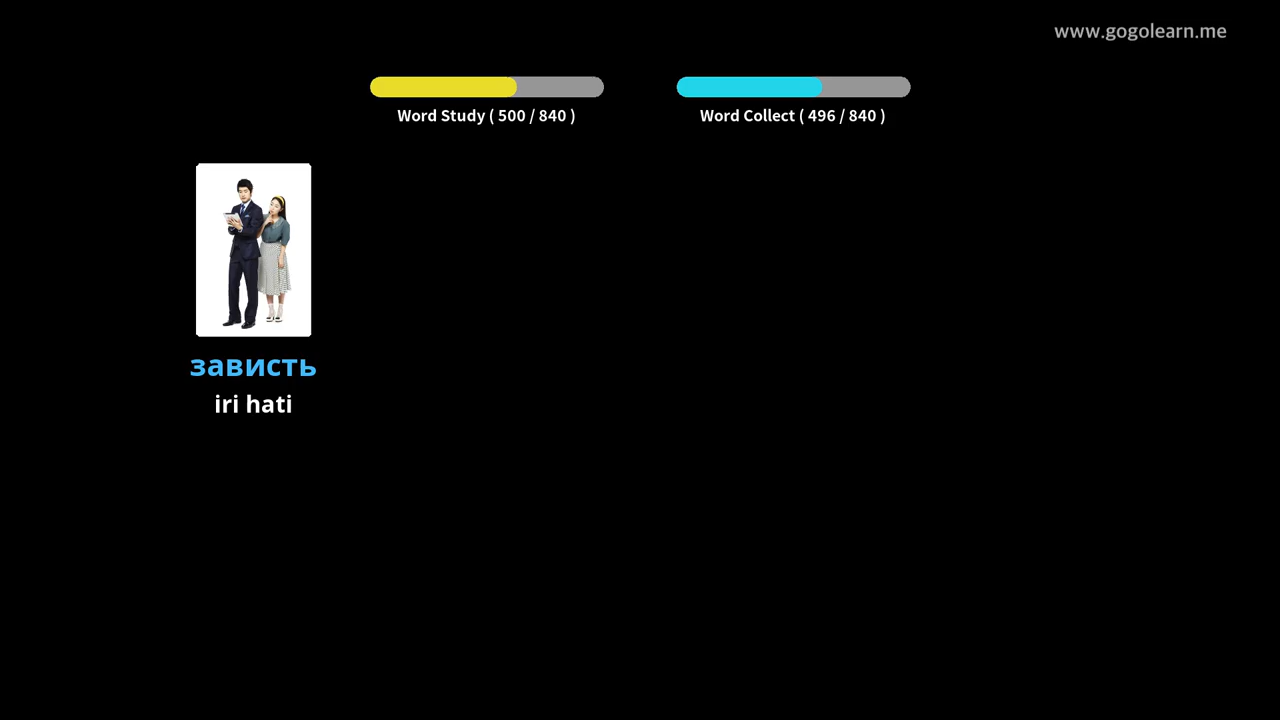 www.gogolearn.me
Word Study ( 500 / 840 )
Word Collect ( 496 / 840 )
зависть
iri hati